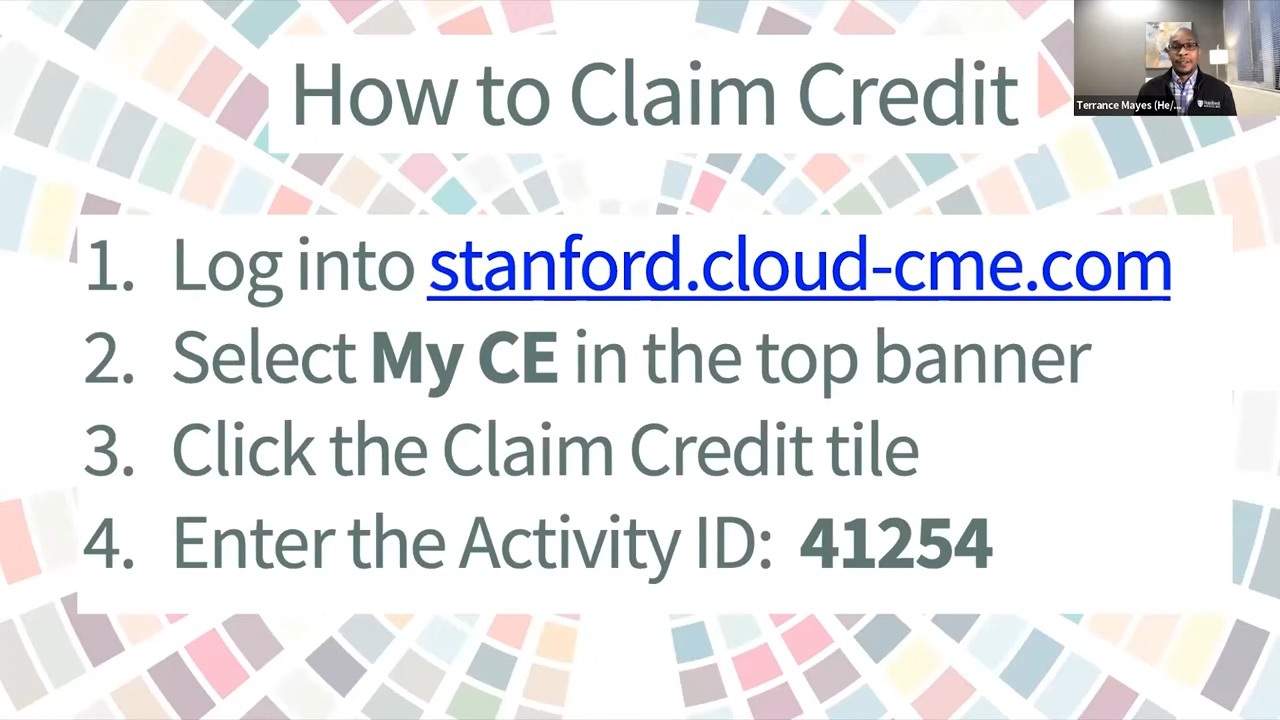 How to Claim Credit
Terrance Mayes (He/...
1. Log into stanford.cloud-cme.com
2. Select My CE in the top banner
3. Click the Claim Credit tile
4. Enter the Activity ID: 41254